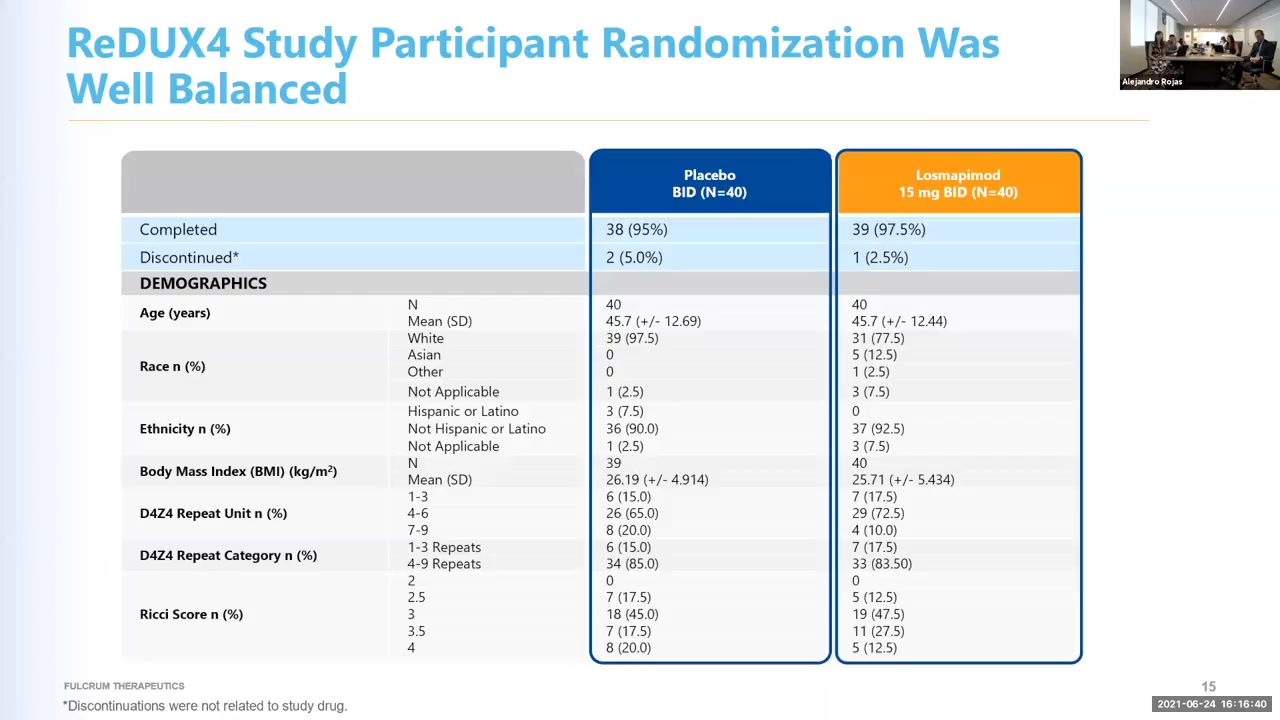 ReDUX4 Study Participant Randomization Was
Well Balanced
Alejandro Rojas
Placebo
BID (N=40)
Losmapimod
15 mg BID (N=40)
Completed 38 (95%) 39 (97.5%)
Discontinued* 2 (5.0%) 1 (2.5%)
DEMOGRAPHICS
Age (years)
N 40 40
Mean (SD) 45.7 (+/- 12.69) 45.7 (+/- 12.44)
Race n (%)
White 39 (97.5) 31 (77.5)
Asian 0 5 (12.5)
Other 0 1 (2.5)
Not Applicable 1 (2.5) 3 (7.5)
Ethnicity n (%)
Hispanic or Latino 3 (7.5) 0
Not Hispanic or Latino 36 (90.0) 37 (92.5)
Not Applicable 1 (2.5) 3 (7.5)
Body Mass Index (BMI) (kg/m²)
N 39 40
Mean (SD) 26.19 (+/- 4.914) 25.71 (+/- 5.434)
D4Z4 Repeat Unit n (%)
1-3 6 (15.0) 7 (17.5)
4-6 26 (65.0) 29 (72.5)
7-9 8 (20.0) 4 (10.0)
D4Z4 Repeat Category n (%)
1-3 Repeats 6 (15.0) 7 (17.5)
4-9 Repeats 34 (85.0) 33 (83.50)
Ricci Score n (%)
2 0 0
2.5 7 (17.5) 5 (12.5)
3 18 (45.0) 19 (47.5)
3.5 7 (17.5) 11 (27.5)
4 8 (20.0) 5 (12.5)
FULCRUM THERAPEUTICS
15
*Discontinuations were not related to study drug.
2021-06-24 16:16:40